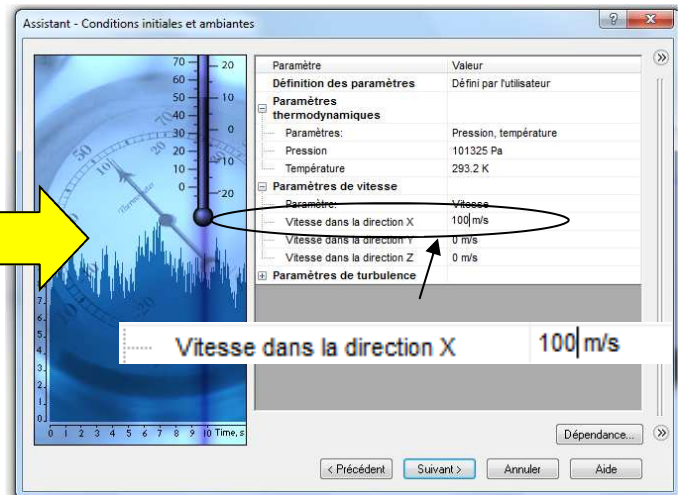 Assistant - Conditions initiales et ambiantes
Paramètre Valeur
Définition des paramètres Défini par l'utilisateur
Paramètres
thermodynamiques
Paramètres: Pression, température
Pression 101325 Pa
Température 293.2 K
Paramètres de vitesse
Paramètre: Vitesse
Vitesse dans la direction X 100 m/s
Vitesse dans la direction Y 0 m/s
Vitesse dans la direction Z 0 m/s
Paramètres de turbulence
Vitesse dans la direction X 100 m/s
70 20
60
50 10
40
30 0
20
10 -10
0 -20
0 1 2 3 4 5 6 7 8 9 10 Time, s
Dépendance...
< Précédent Suivant > Annuler Aide